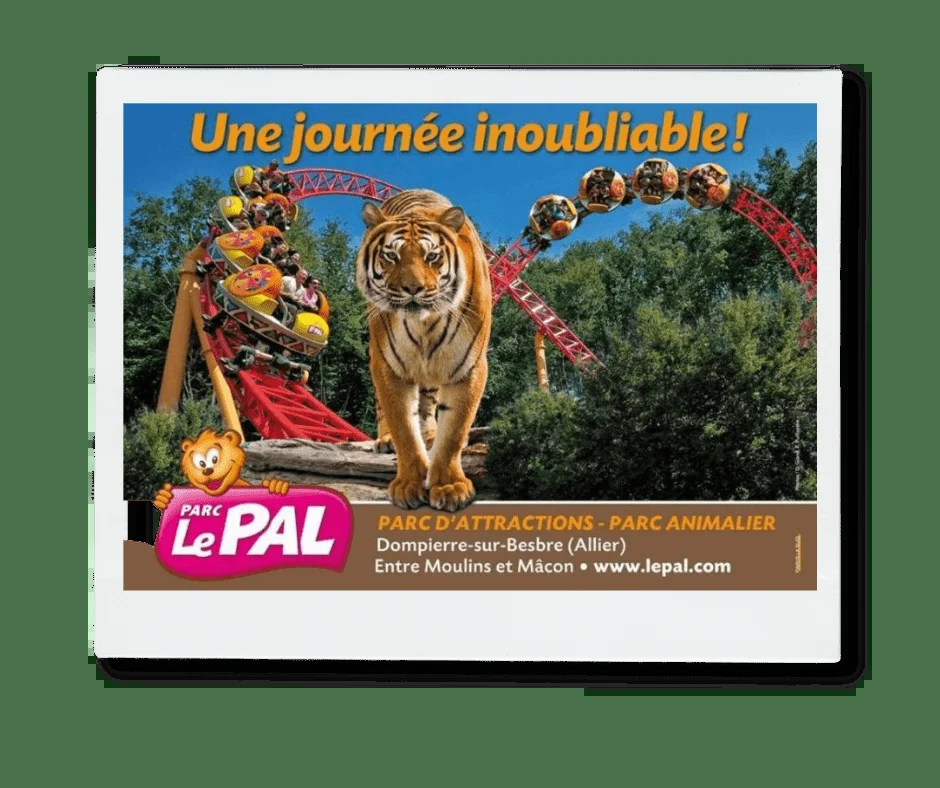 Une journée inoubliable !
PARC
Le PAL
PARC D'ATTRACTIONS - PARC ANIMALIER
Dompierre-sur-Besbre (Allier)
Entre Moulins et Mâcon • www.lepal.com
PAL